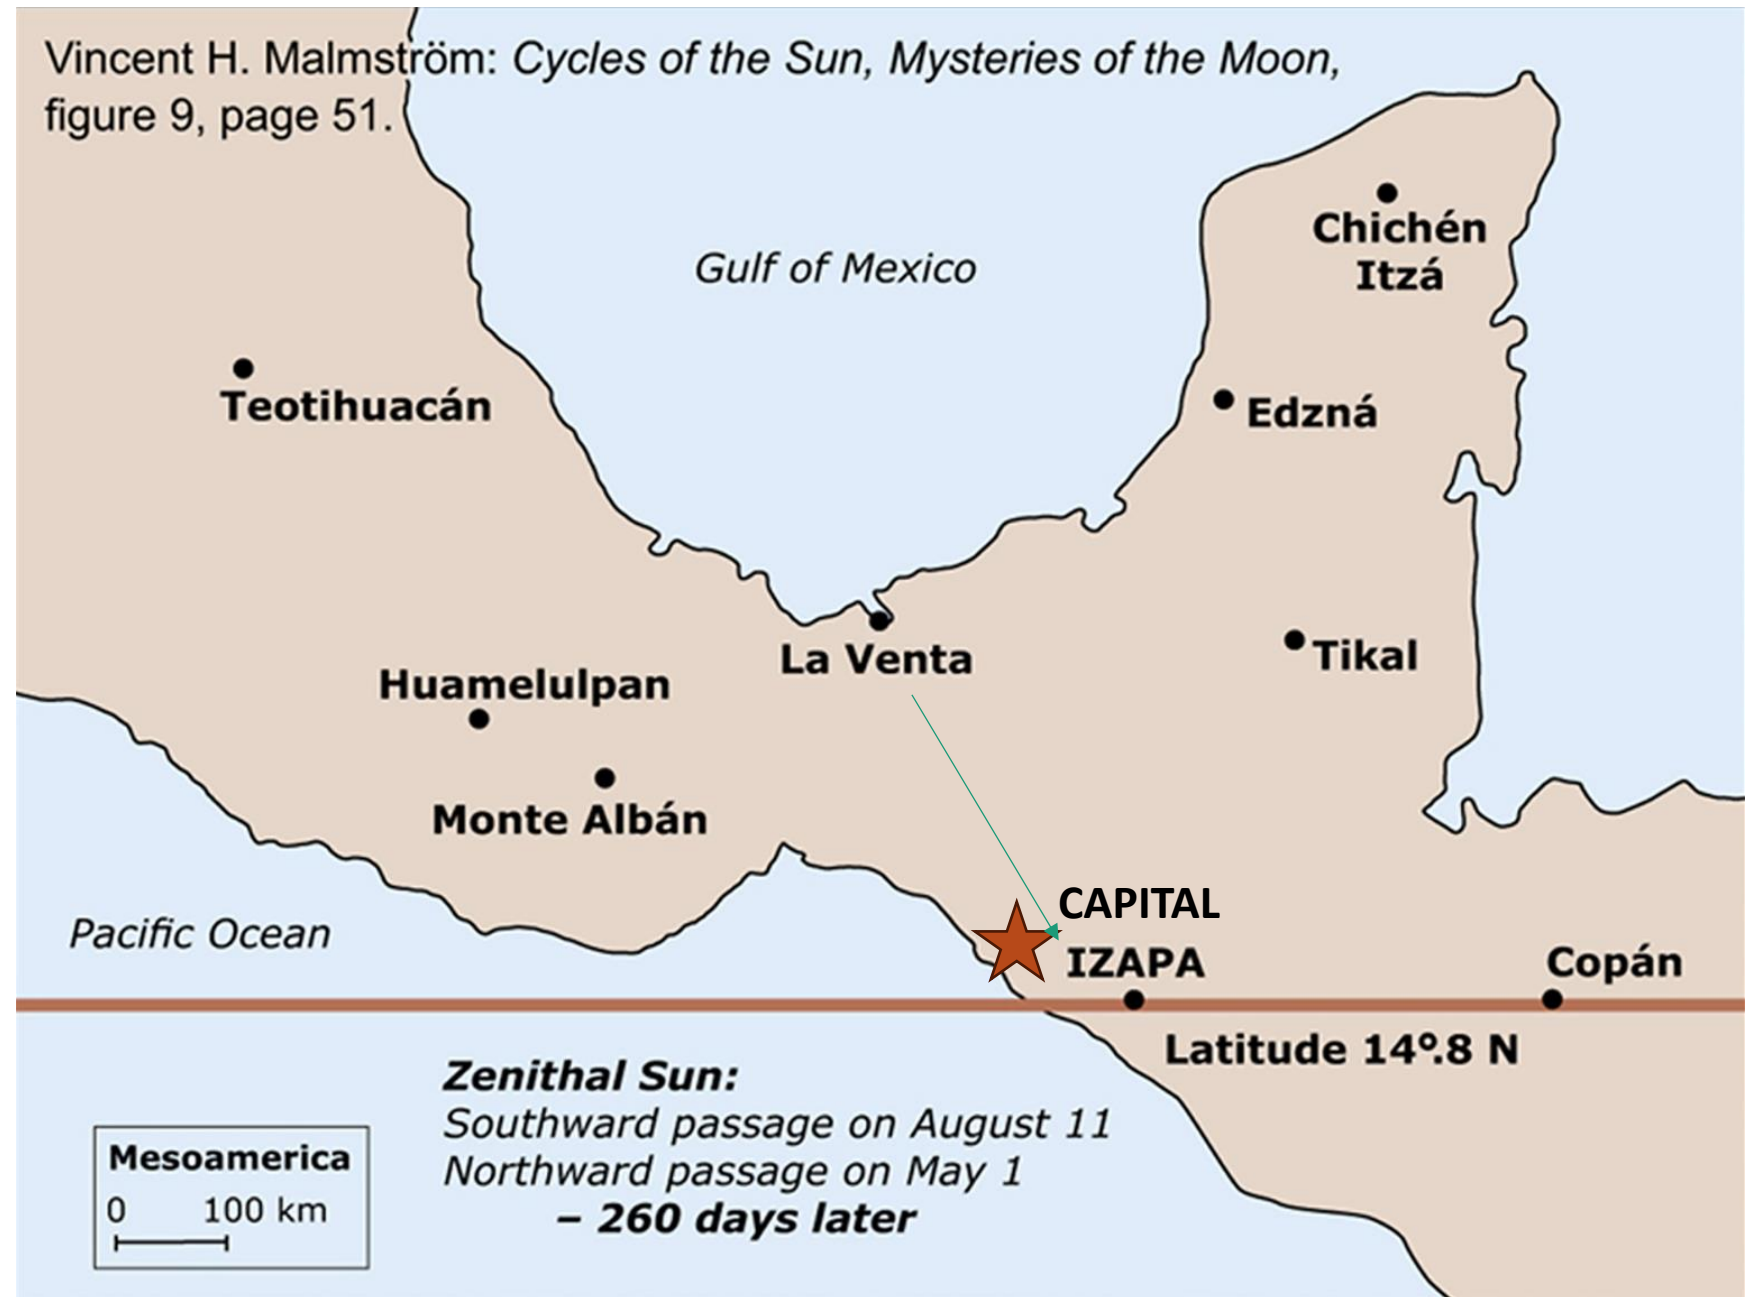 Vincent H. Malmström: Cycles of the Sun, Mysteries of the Moon,
figure 9, page 51.
Chichén
Itzá
Gulf of Mexico
Teotihuacán
Edzná
La Venta
Tikal
Huamelulpan
Monte Albán
CAPITAL
Pacific Ocean
IZAPA
Copán
Latitude 14°.8 N
Zenithal Sun:
Southward passage on August 11
Northward passage on May 1
– 260 days later
Mesoamerica
0 100 km